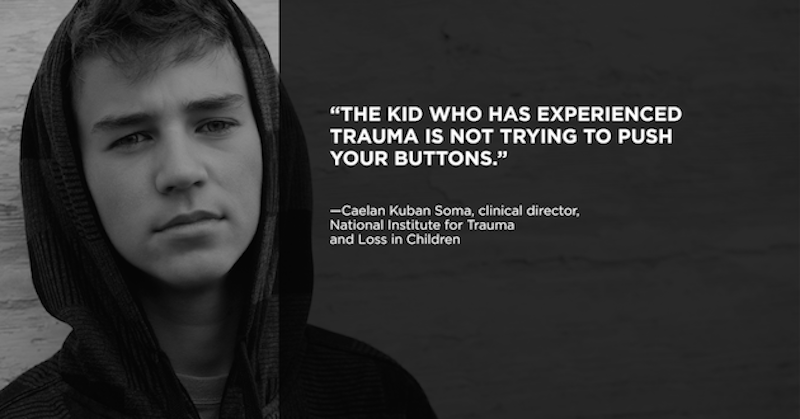 “THE KID WHO HAS EXPERIENCED
TRAUMA IS NOT TRYING TO PUSH
YOUR BUTTONS.”
—Caelan Kuban Soma, clinical director,
National Institute for Trauma
and Loss in Children